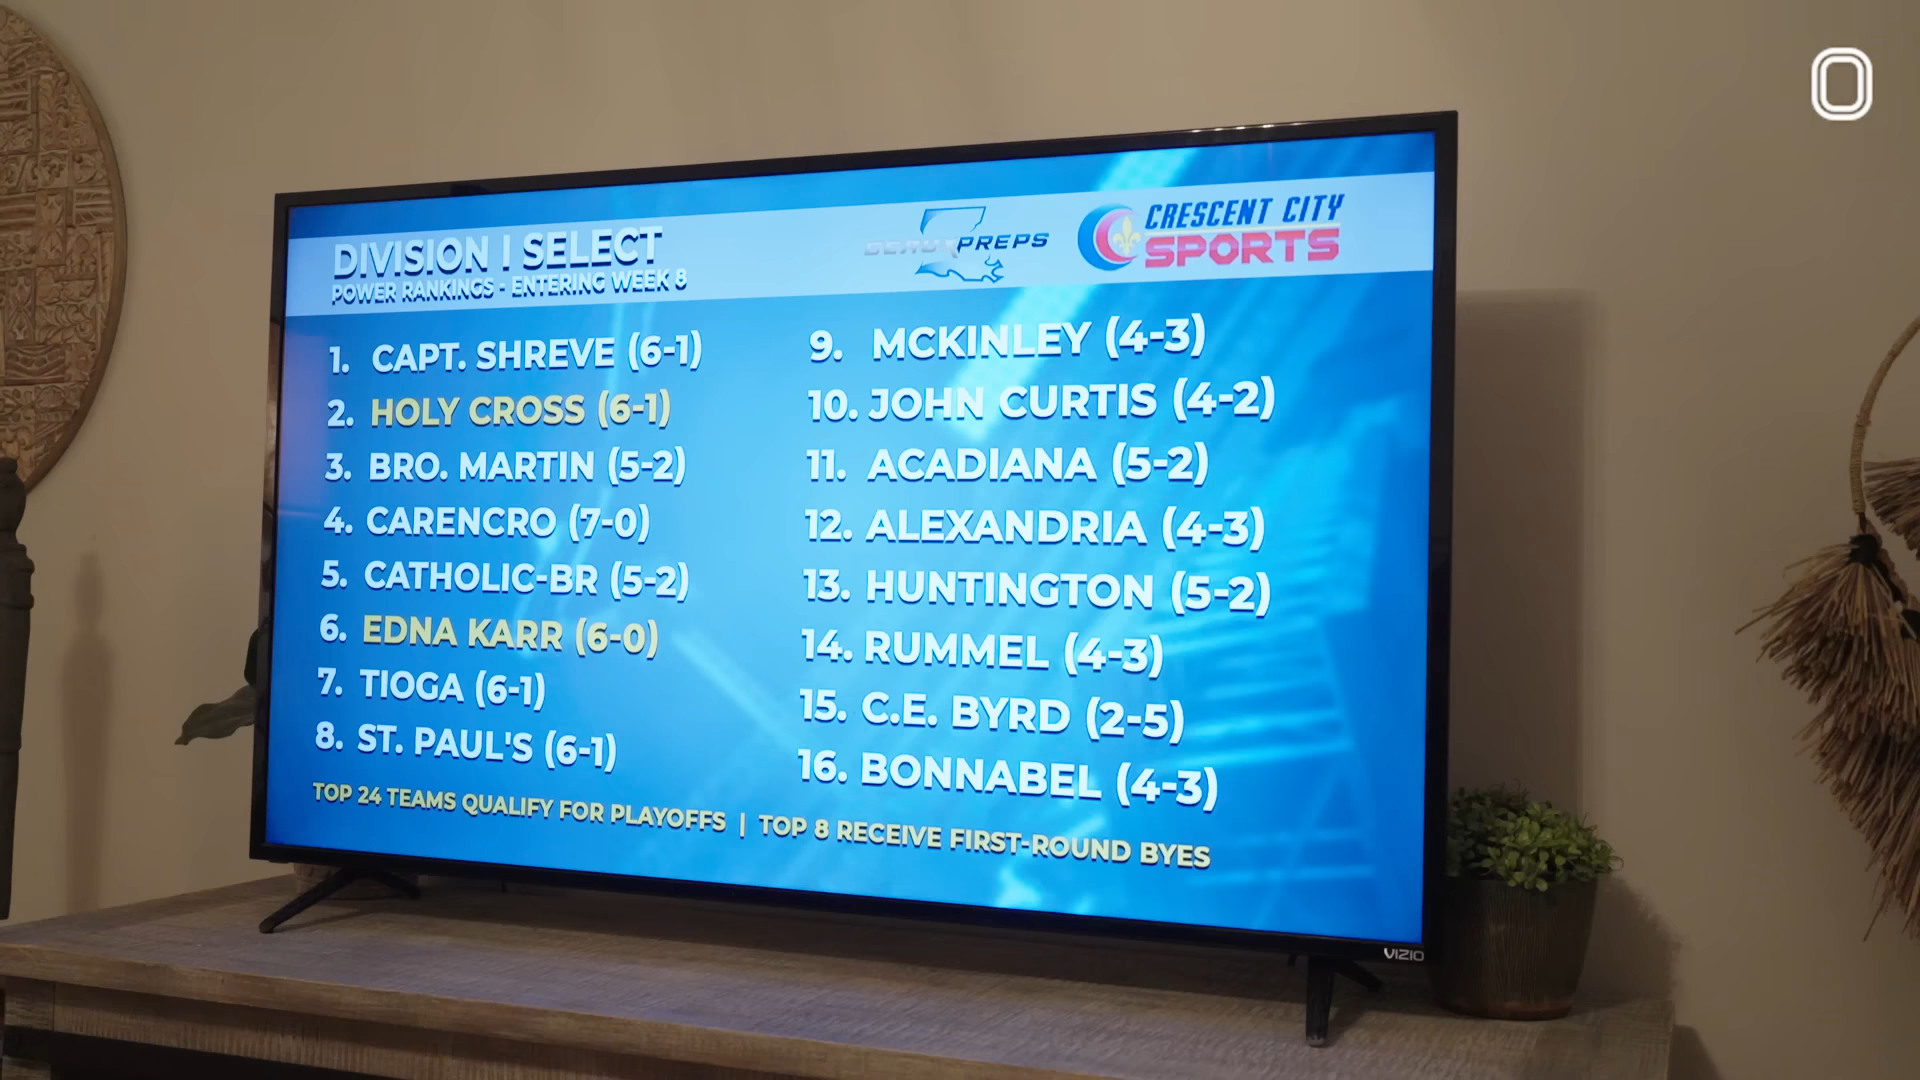 DIVISION I SELECT
POWER RANKINGS - ENTERING WEEK 8
GEAUXPREPS
CRESCENT CITY
SPORTS
1. CAPT. SHREVE (6-1)
2. HOLY CROSS (6-1)
3. BRO. MARTIN (5-2)
4. CARENCRO (7-0)
5. CATHOLIC-BR (5-2)
6. EDNA KARR (6-0)
7. TIOGA (6-1)
8. ST. PAUL'S (6-1)
9. MCKINLEY (4-3)
10. JOHN CURTIS (4-2)
11. ACADIANA (5-2)
12. ALEXANDRIA (4-3)
13. HUNTINGTON (5-2)
14. RUMMEL (4-3)
15. C.E. BYRD (2-5)
16. BONNABEL (4-3)
TOP 24 TEAMS QUALIFY FOR PLAYOFFS | TOP 8 RECEIVE FIRST-ROUND BYES
VIZIO